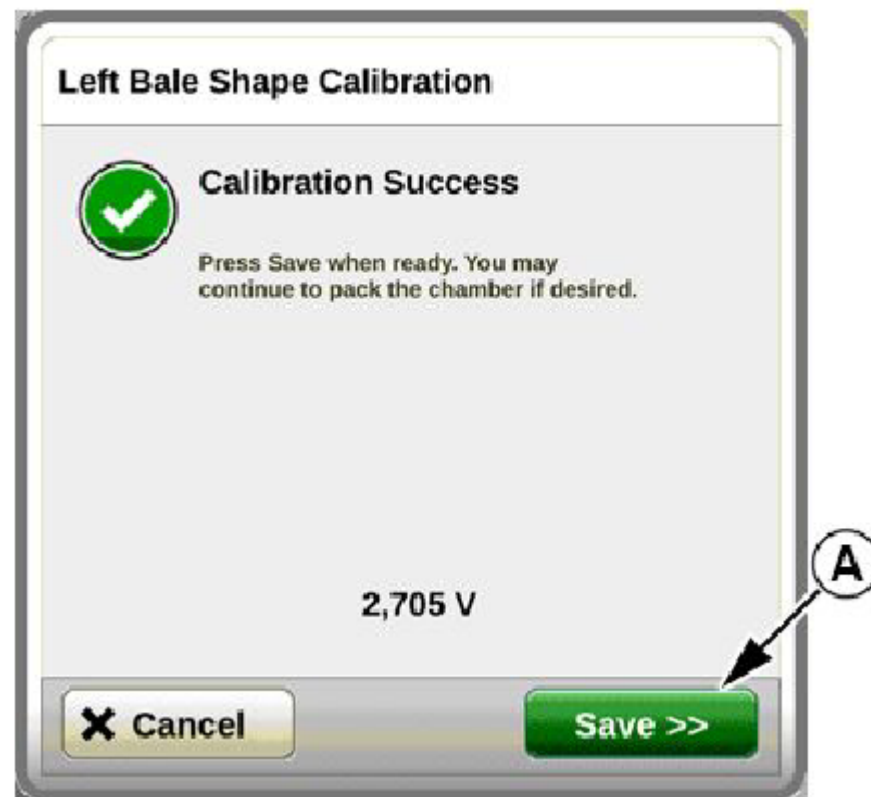 Left Bale Shape Calibration
Calibration Success
Press Save when ready. You may
continue to pack the chamber if desired.
A
2,705 V
Cancel
Save >>